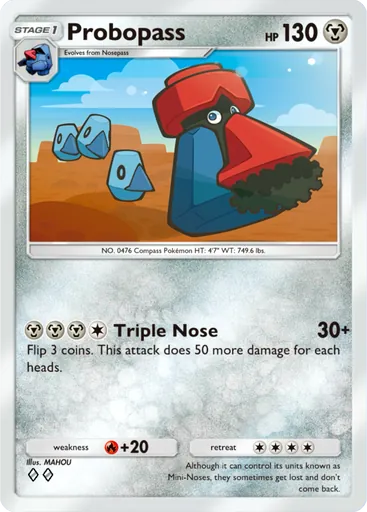 STAGE 1 Probopass HP 130
Evolves from Nosepass
NO. 0476 Compass Pokémon HT: 4'7" WT: 749.6 lbs.
Triple Nose 30+
Flip 3 coins. This attack does 50 more damage for each
heads.
weakness +20 retreat
Illus. MAHOU
Although it can control its units known as
Mini-Noses, they sometimes get lost and don't
come back.